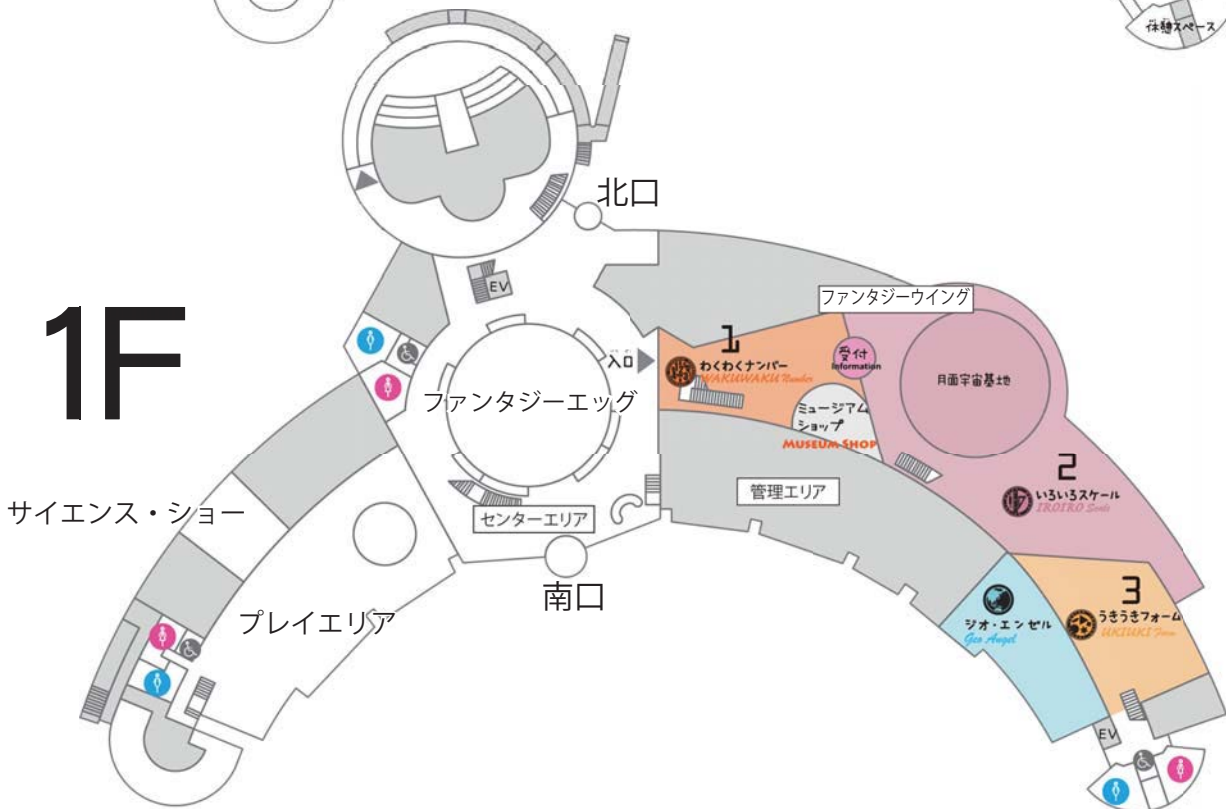 休憩スペース
北口
1F
EV
ファンタジーウイング
入口
1
わくわくナンバー
WAKUWAKU Number
受付
Information
月面宇宙基地
ファンタジーエッグ
ミュージアム
ショップ
MUSEUM SHOP
2
いろいろスケール
IROIRO Scale
管理エリア
サイエンス・ショー
センターエリア
南口
プレイエリア
ジオ・エンゼル
Geo Angel
3
うきうきフォーム
UKIUKI Form
EV